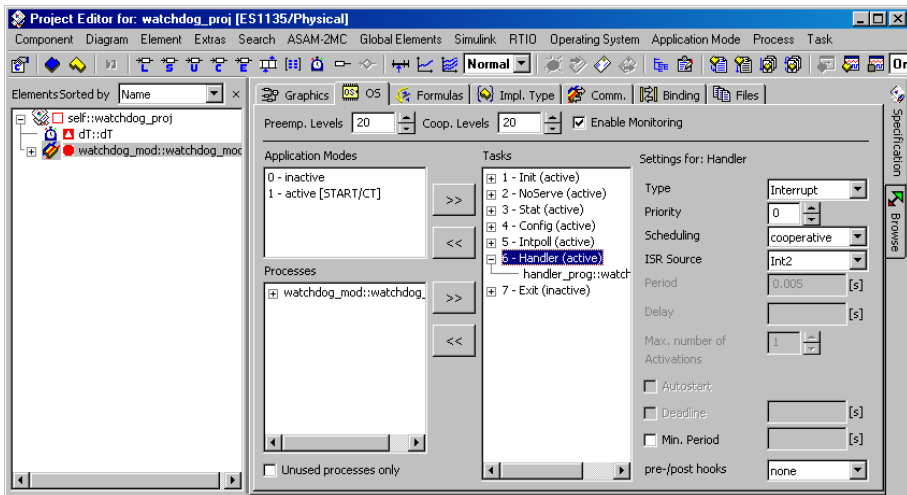 Project Editor for: watchdog_proj [ES1135/Physical]
Component Diagram Element Extras Search ASAM-2MC Global Elements Simulink RTIO Operating System Application Mode Process Task
Normal
Elements Sorted by Name
Graphics OS Formulas Impl. Type Comm. Binding Files
self::watchdog_proj
dT::dT
watchdog_mod::watchdog_mod
Preemp. Levels 20 Coop. Levels 20 Enable Monitoring
Application Modes
0 - inactive
1 - active [START/CT]
>>
<<
Processes
watchdog_mod::watchdog_
>>
<<
Unused processes only
Tasks
1 - Init (active)
2 - NoServe (active)
3 - Stat (active)
4 - Config (active)
5 - Intpoll (active)
6 - Handler (active)
handler_prog::watch
7 - Exit (inactive)
Settings for: Handler
Type Interrupt
Priority 0
Scheduling cooperative
ISR Source Int2
Period 0.005 [s]
Delay [s]
Max. number of 1
Activations
Autostart
Deadline [s]
Min. Period [s]
pre-/post hooks none
Specification
Browse